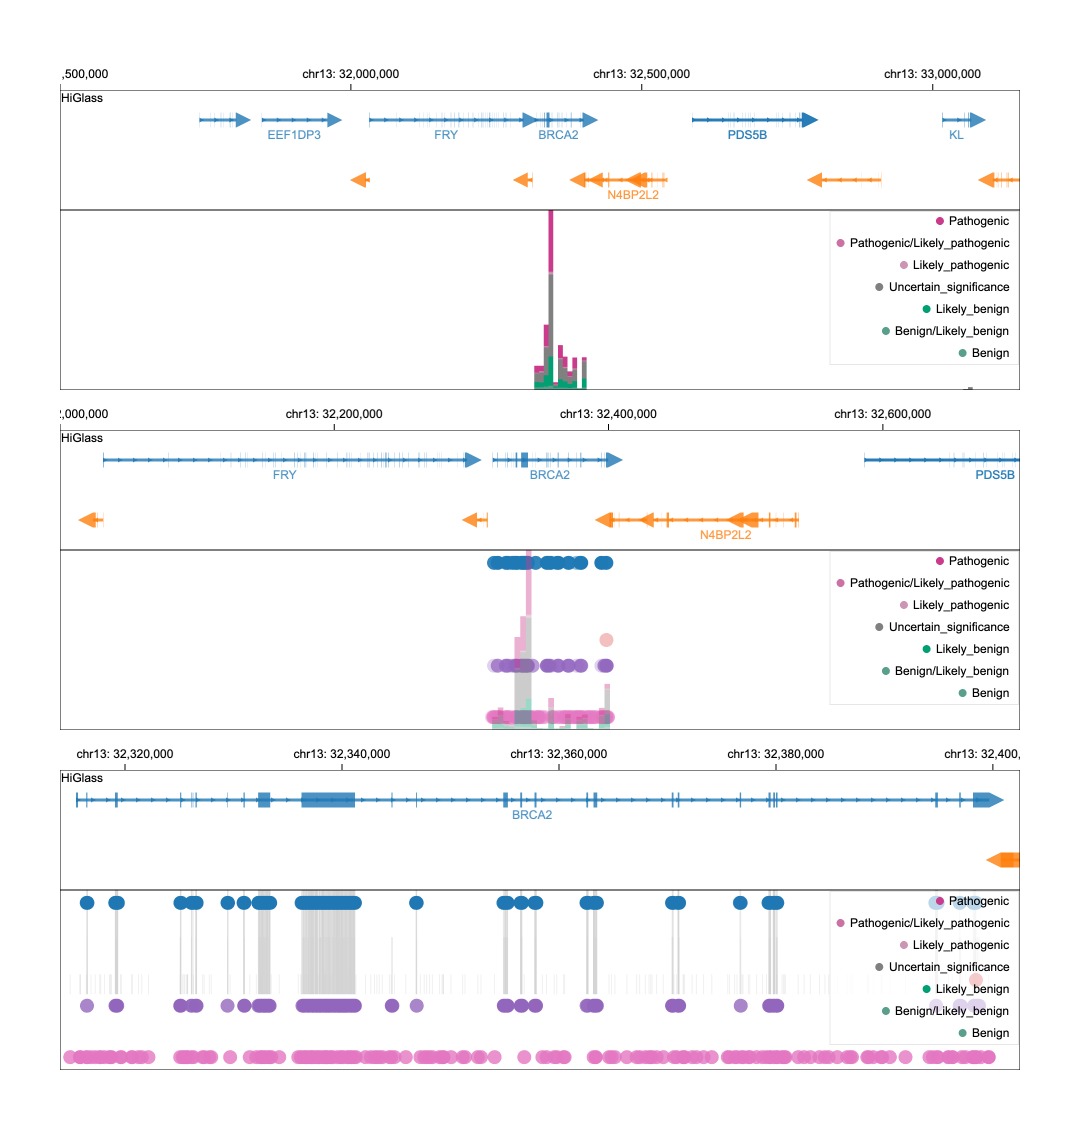 ,500,000 chr13: 32,000,000 chr13: 32,500,000 chr13: 33,000,000
HiGlass
EEF1DP3 FRY BRCA2 PDS5B KL
N4BP2L2
Pathogenic
Pathogenic/Likely_pathogenic
Likely_pathogenic
Uncertain_significance
Likely_benign
Benign/Likely_benign
Benign
,000,000 chr13: 32,200,000 chr13: 32,400,000 chr13: 32,600,000
HiGlass
FRY BRCA2 PDS5B
N4BP2L2
Pathogenic
Pathogenic/Likely_pathogenic
Likely_pathogenic
Uncertain_significance
Likely_benign
Benign/Likely_benign
Benign
chr13: 32,320,000 chr13: 32,340,000 chr13: 32,360,000 chr13: 32,380,000 chr13: 32,400,
HiGlass
BRCA2
Pathogenic
Pathogenic/Likely_pathogenic
Likely_pathogenic
Uncertain_significance
Likely_benign
Benign/Likely_benign
Benign